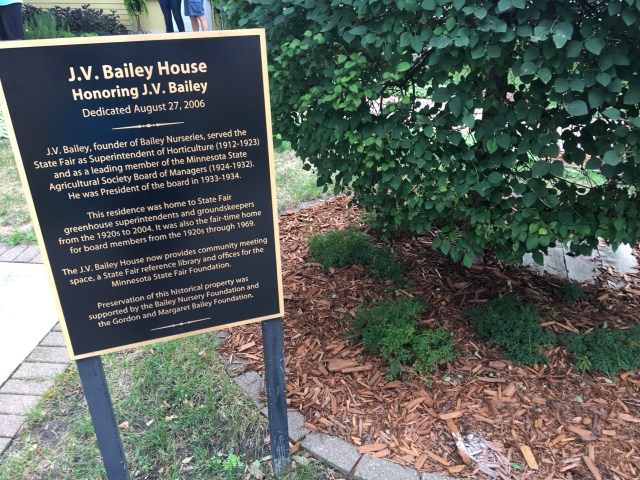 J.V. Bailey House
Honoring J.V. Bailey
Dedicated August 27, 2006
J.V. Bailey, founder of Bailey Nurseries, served the
State Fair as Superintendent of Horticulture (1912-1923)
and as a leading member of the Minnesota State
Agricultural Society Board of Managers (1924-1932).
He was President of the board in 1933-1934.
This residence was home to State Fair
greenhouse superintendents and groundskeepers
from the 1920s to 2004. It was also the fair-time home
for board members from the 1920s through 1969.
The J.V. Bailey House now provides community meeting
space, a State Fair reference library and offices for the
Minnesota State Fair Foundation.
Preservation of this historical property was
supported by the Bailey Nursery Foundation and
the Gordon and Margaret Bailey Foundation.